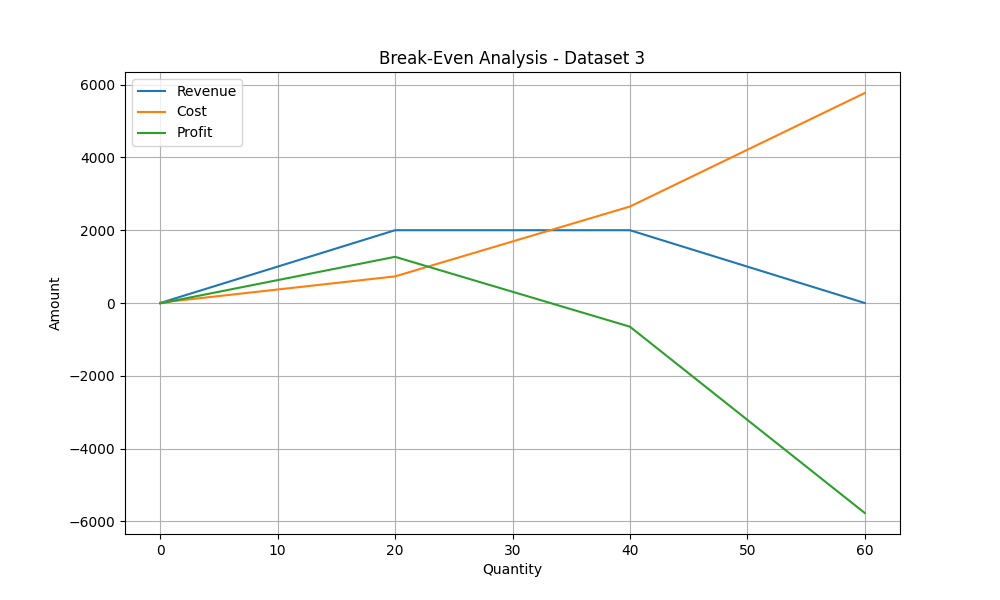 Break-Even Analysis - Dataset 3
Revenue
Cost
Profit
Amount
6000
4000
2000
0
−2000
−4000
−6000
0 10 20 30 40 50 60
Quantity